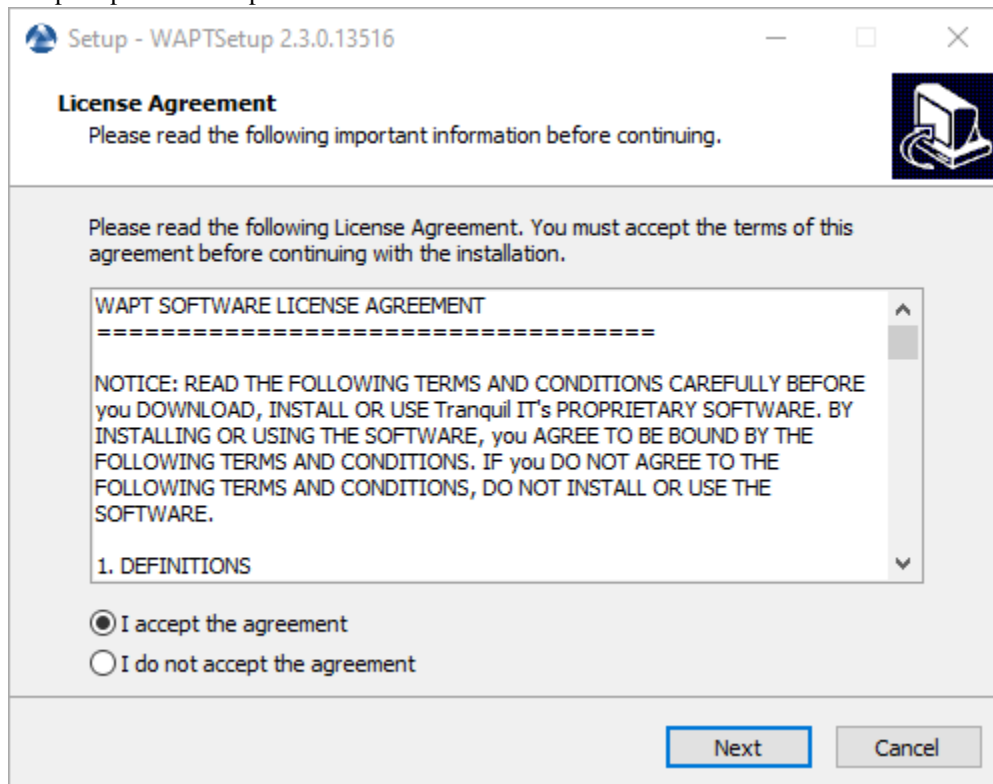 Setup - WAPTSetup 2.3.0.13516
License Agreement
Please read the following important information before continuing.
Please read the following License Agreement. You must accept the terms of this
agreement before continuing with the installation.
WAPT SOFTWARE LICENSE AGREEMENT
===================================
NOTICE: READ THE FOLLOWING TERMS AND CONDITIONS CAREFULLY BEFORE
you DOWNLOAD, INSTALL OR USE Tranquil IT's PROPRIETARY SOFTWARE. BY
INSTALLING OR USING THE SOFTWARE, you AGREE TO BE BOUND BY THE
FOLLOWING TERMS AND CONDITIONS. IF you DO NOT AGREE TO THE
FOLLOWING TERMS AND CONDITIONS, DO NOT INSTALL OR USE THE
SOFTWARE.
1. DEFINITIONS
I accept the agreement
I do not accept the agreement
Next Cancel